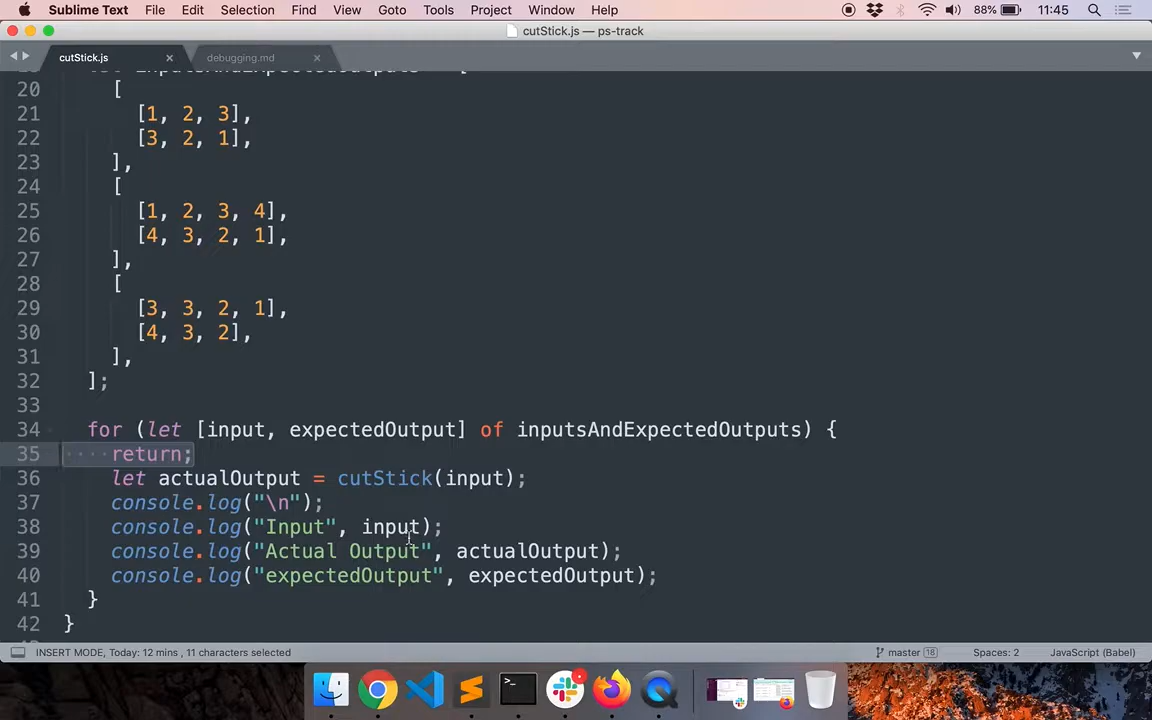 Sublime Text File Edit Selection Find View Goto Tools Project Window Help 88% 11:45
cutStick.js — ps-track
cutStick.js debugging.md
20 [
21 [1, 2, 3],
22 [3, 2, 1],
23 ],
24 [
25 [1, 2, 3, 4],
26 [4, 3, 2, 1],
27 ],
28 [
29 [3, 3, 2, 1],
30 [4, 3, 2],
31 ],
32 ];
33
34 for (let [input, expectedOutput] of inputsAndExpectedOutputs) {
35 ····return;
36 let actualOutput = cutStick(input);
37 console.log("\n");
38 console.log("Input", input);
39 console.log("Actual Output", actualOutput);
40 console.log("expectedOutput", expectedOutput);
41 }
42 }
INSERT MODE, Today: 12 mins , 11 characters selected master 18 Spaces: 2 JavaScript (Babel)